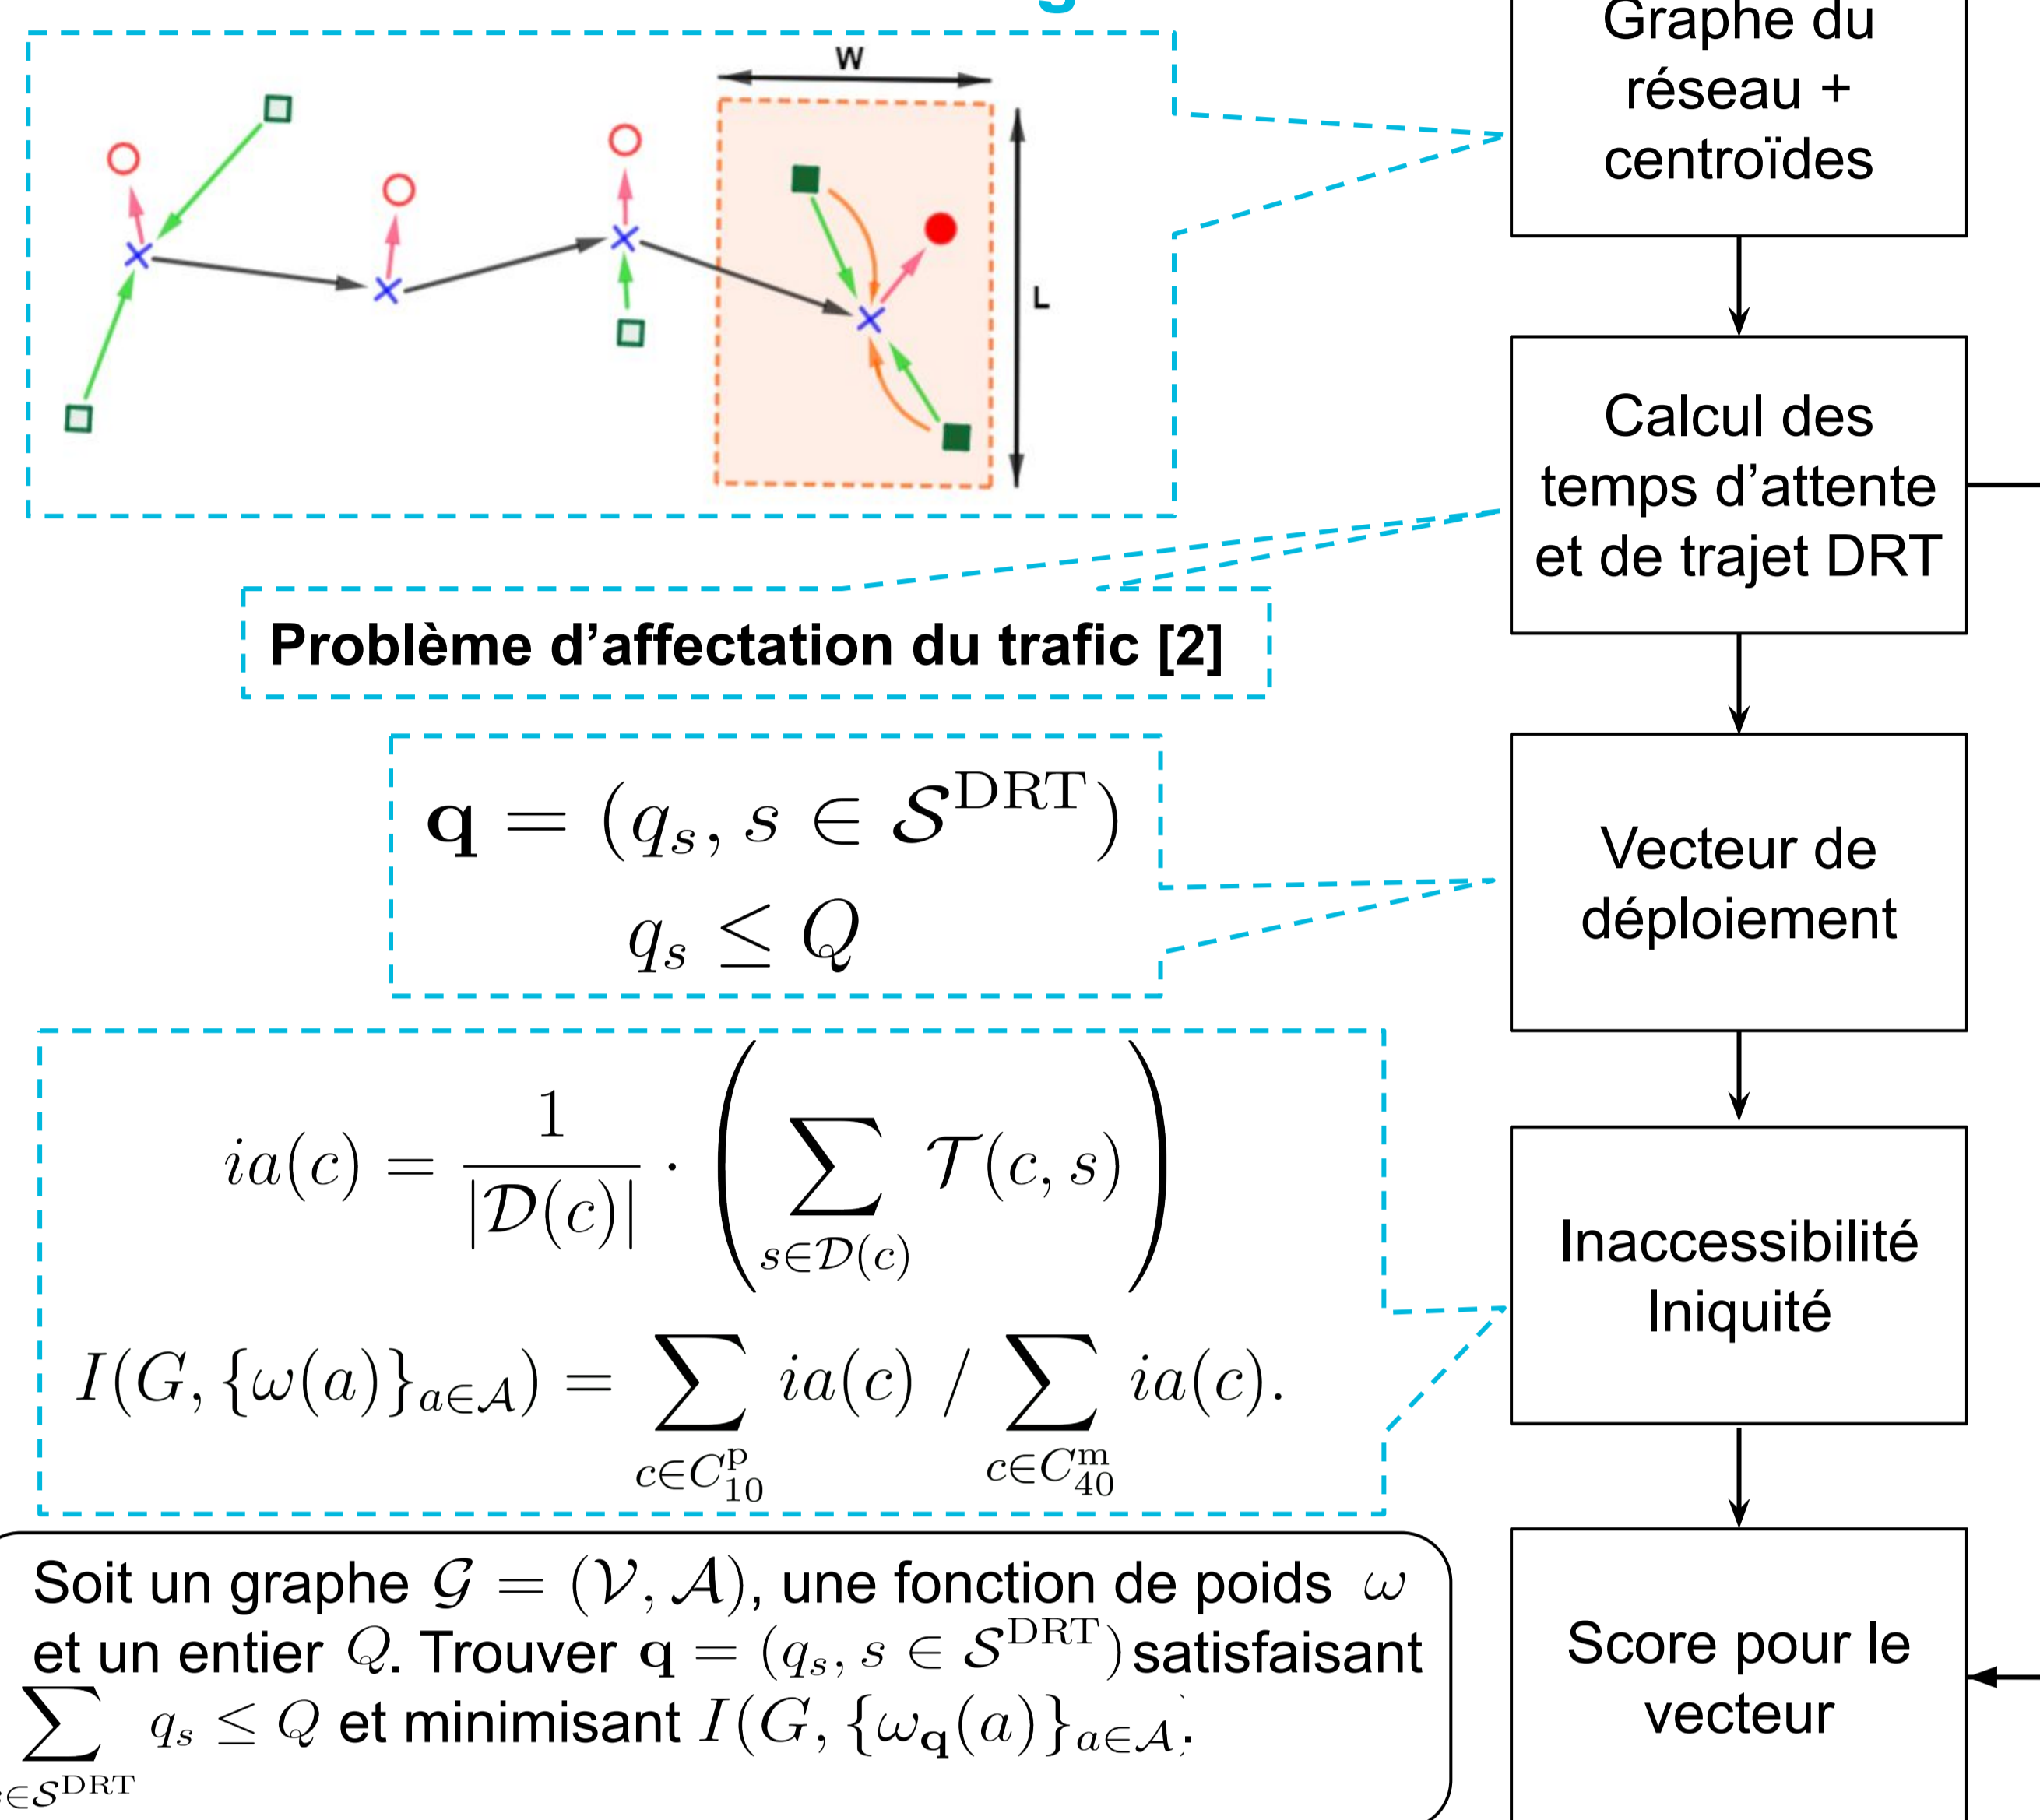 g
W
L
Graphe du
réseau +
centroïdes
Calcul des
temps d'attente
et de trajet DRT
Problème d'affectation du trafic [2]
q = (q_s, s ∈ 𝒮^DRT)
q_s ≤ Q
Vecteur de
déploiement
ia(c) = 1 / |𝒟(c)| · ( ∑_{s∈𝒟(c)} 𝒯(c, s) )
I(G, {ω(a)}_{a∈𝒜}) = ∑_{c∈C^p_10} ia(c) / ∑_{c∈C^m_40} ia(c).
Inaccessibilité
Iniquité
Soit un graphe 𝒢 = (𝒱, 𝒜), une fonction de poids ω
et un entier Q. Trouver q = (q_s, s ∈ 𝒮^DRT) satisfaisant
∑_{∈𝒮^DRT} q_s ≤ Q et minimisant I(G, {ω_q(a)}_{a∈𝒜}.
Score pour le
vecteur